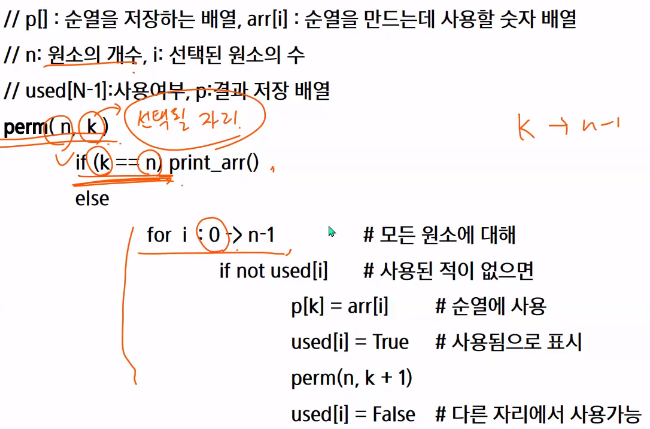 // p[] : 순열을 저장하는 배열, arr[i] : 순열을 만드는데 사용할 숫자 배열
// n: 원소의 개수, i: 선택된 원소의 수
// used[N-1]:사용여부, p:결과 저장 배열
perm( n, k ) 선택될 자리.
k → n-1
if (k == n) print_arr()
else
for i : 0 -> n-1 # 모든 원소에 대해
if not used[i] # 사용된 적이 없으면
p[k] = arr[i] # 순열에 사용
used[i] = True # 사용됨으로 표시
perm(n, k + 1)
used[i] = False # 다른 자리에서 사용가능